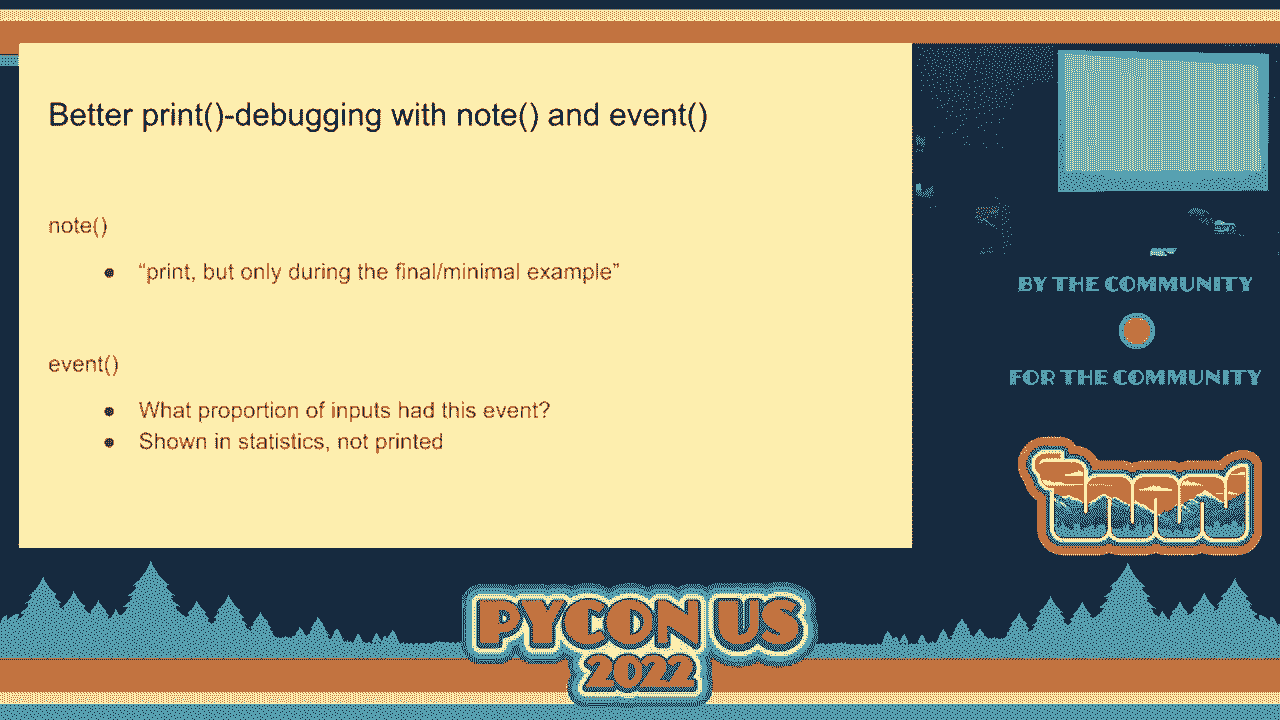 Better print()-debugging with note() and event()
note()
● “print, but only during the final/minimal example”
event()
● What proportion of inputs had this event?
● Shown in statistics, not printed
BY THE COMMUNITY
FOR THE COMMUNITY
PYCON US
2022